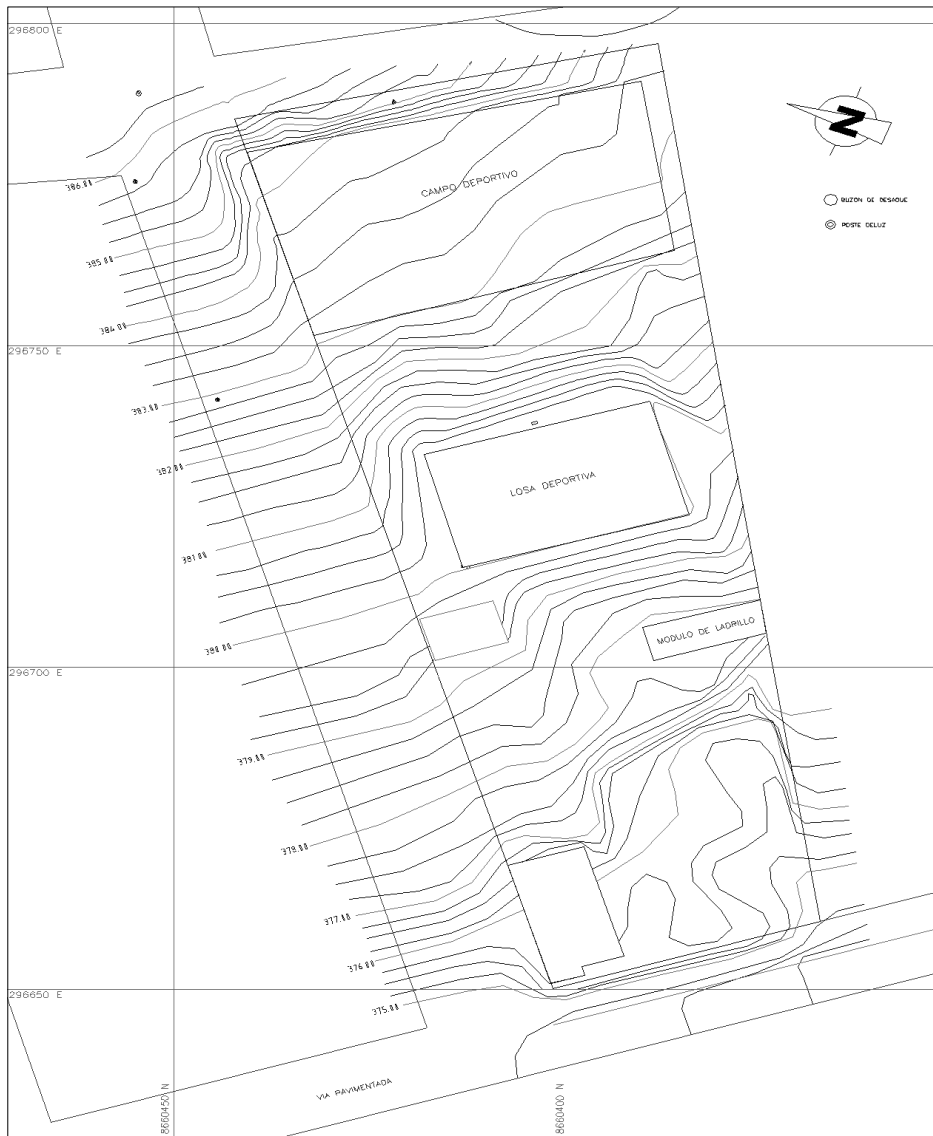 296800 E
CAMPO DEPORTIVO
N
BUZON DE DESAGUE
POSTE DELUZ
386.00
385.00
384.00
296750 E
383.00
382.00
LOSA DEPORTIVA
381.00
380.00
MODULO DE LADRILLO
296700 E
379.00
378.00
377.00
376.00
296650 E
375.00
VIA PAVIMENTADA
8660450 N
8660400 N